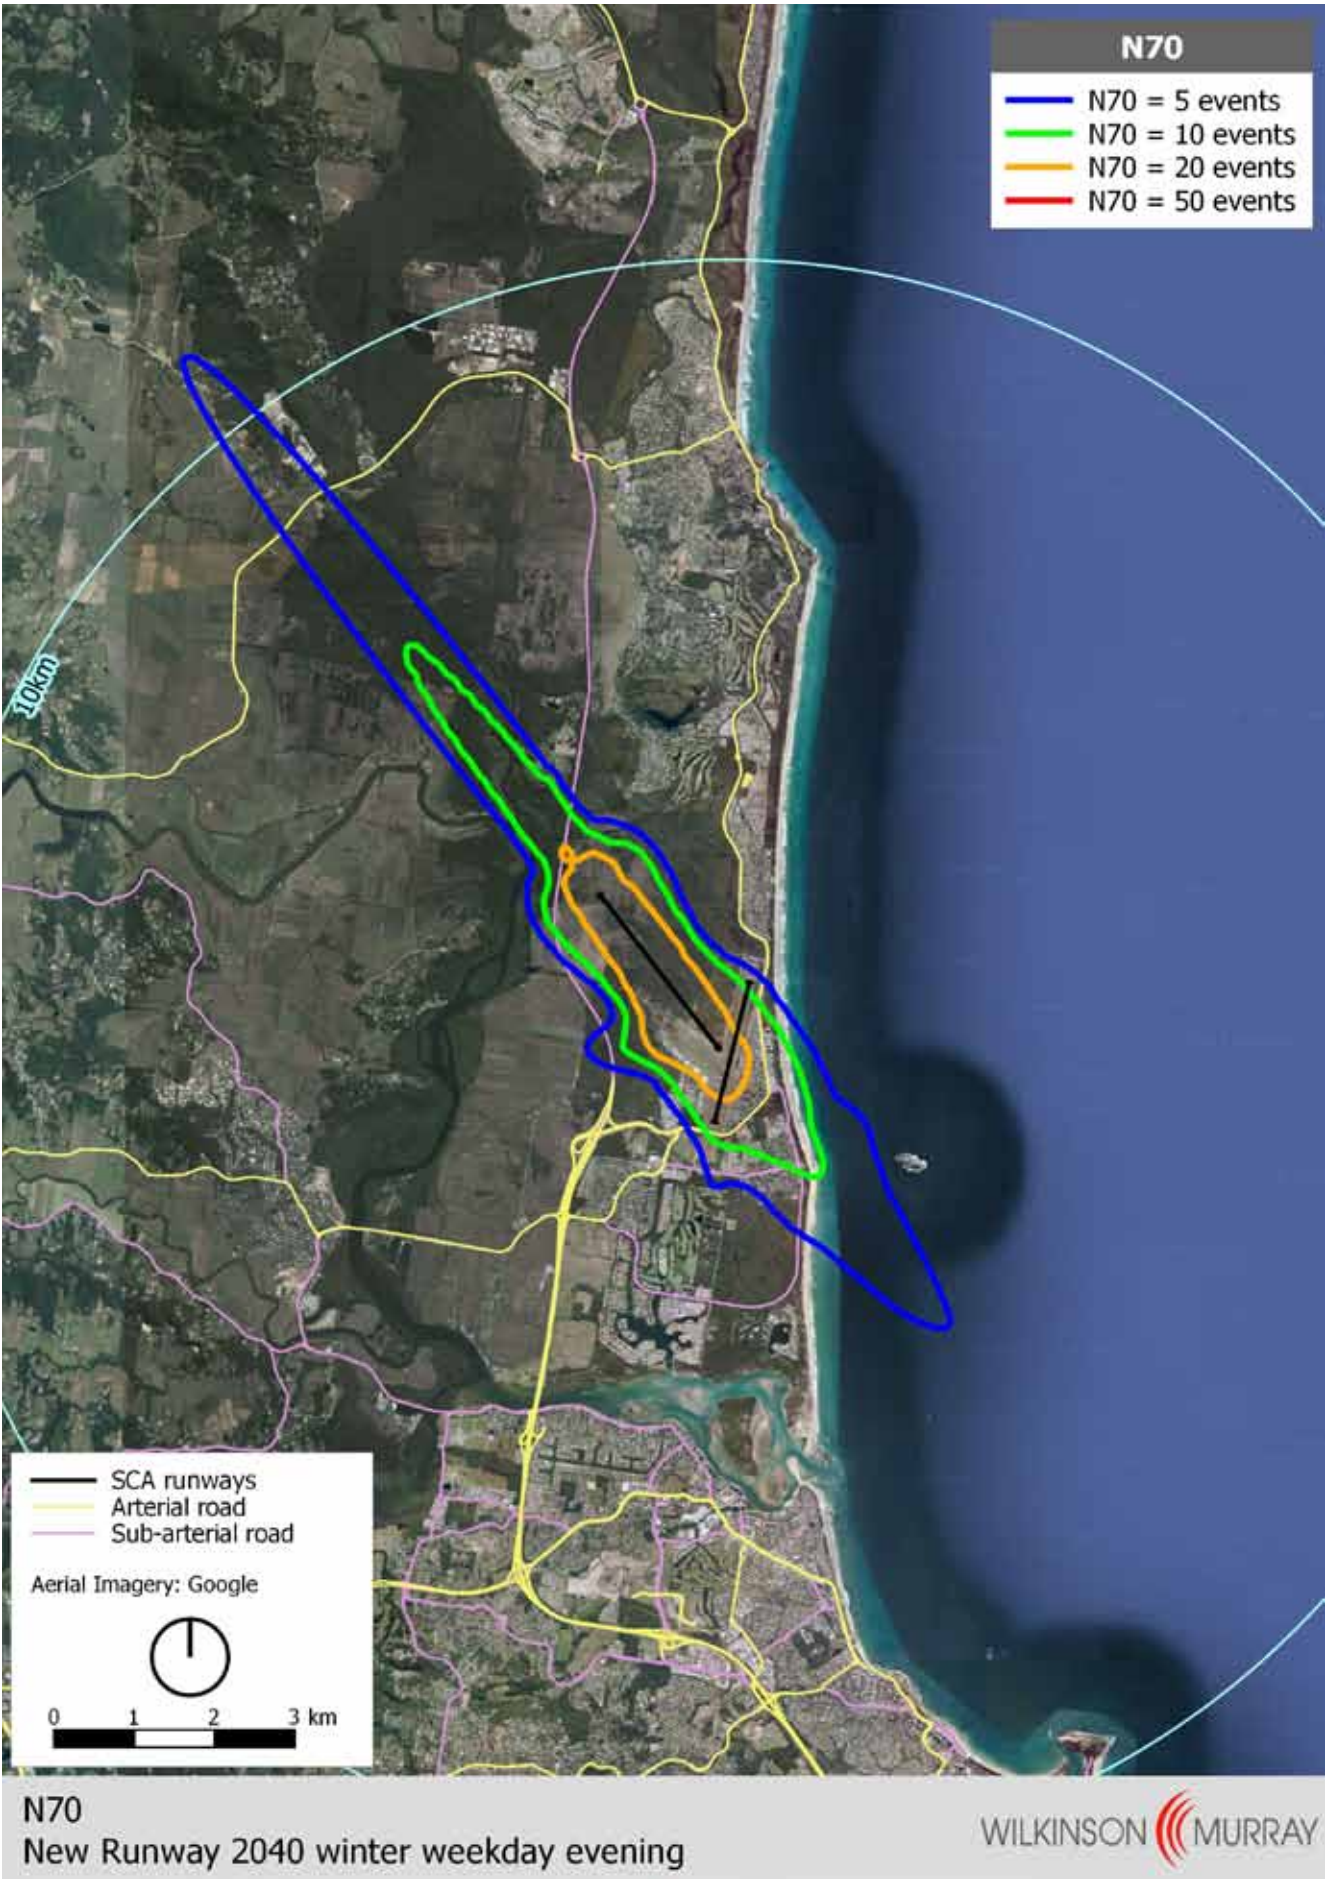 N70
N70 = 5 events
N70 = 10 events
N70 = 20 events
N70 = 50 events
10km
SCA runways
Arterial road
Sub-arterial road
Aerial Imagery: Google
0 1 2 3 km
N70
New Runway 2040 winter weekday evening
WILKINSON MURRAY